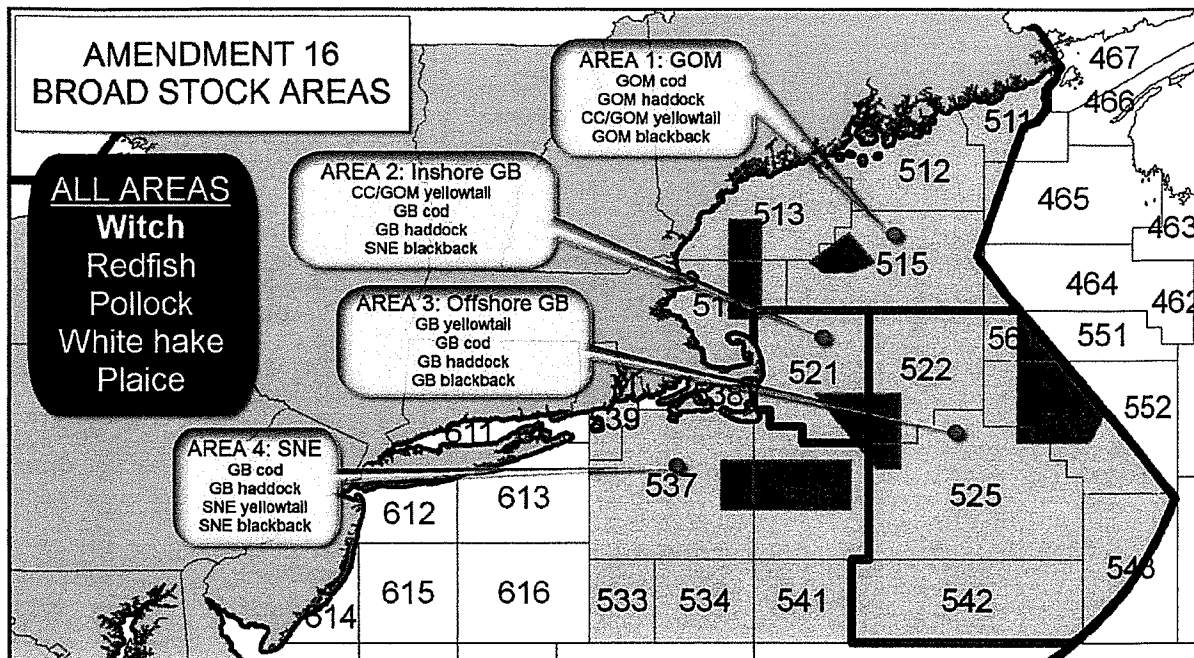 AMENDMENT 16
BROAD STOCK AREAS
AREA 1: GOM
GOM cod
GOM haddock
CC/GOM yellowtail
GOM blackback
467
466
511
512
ALL AREAS
Witch
Redfish
Pollock
White hake
Plaice
AREA 2: Inshore GB
CC/GOM yellowtail
GB cod
GB haddock
SNE blackback
513
465
463
515
464
462
AREA 3: Offshore GB
GB yellowtail
GB cod
GB haddock
GB blackback
51
521
522
56
551
538
552
539
611
AREA 4: SNE
GB cod
GB haddock
SNE yellowtail
SNE blackback
537
525
612
613
543
614
615
616
533
534
541
542